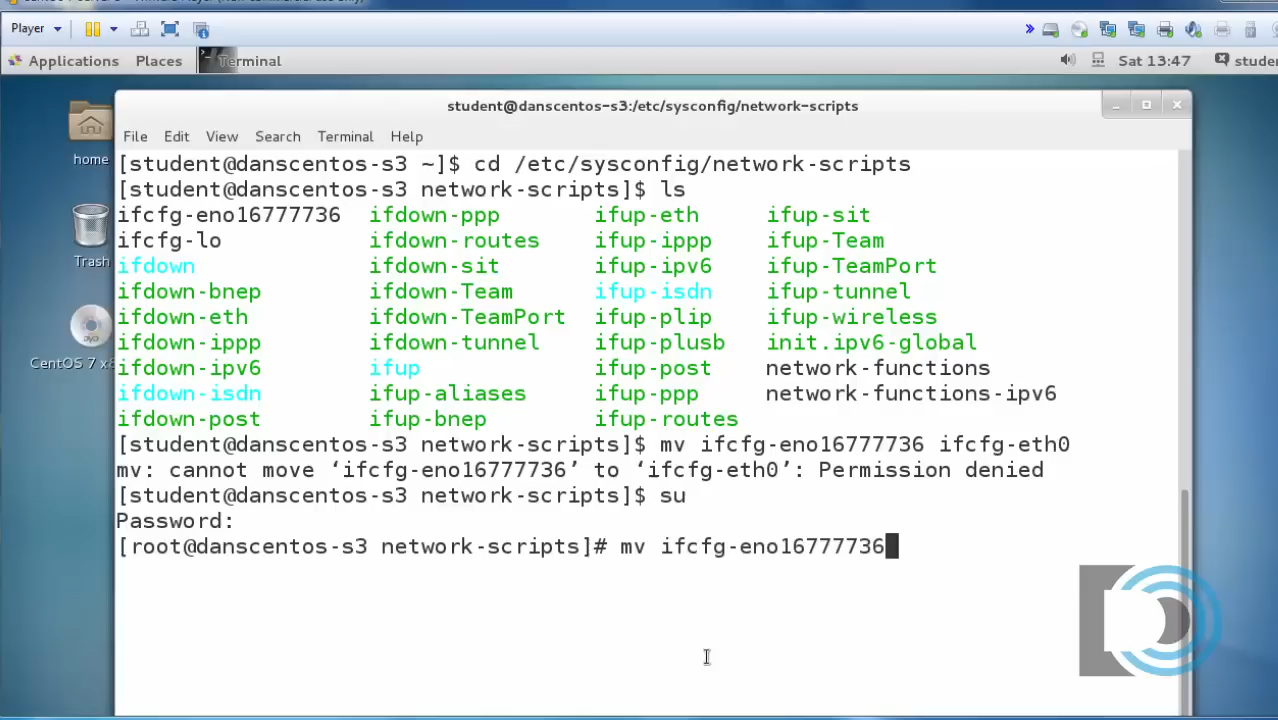 Player
Applications Places Terminal Sat 13:47 stude
student@danscentos-s3:/etc/sysconfig/network-scripts
File Edit View Search Terminal Help
home
Trash
CentOS 7 x8
[student@danscentos-s3 ~]$ cd /etc/sysconfig/network-scripts
[student@danscentos-s3 network-scripts]$ ls
ifcfg-eno16777736 ifdown-ppp ifup-eth ifup-sit
ifcfg-lo ifdown-routes ifup-ippp ifup-Team
ifdown ifdown-sit ifup-ipv6 ifup-TeamPort
ifdown-bnep ifdown-Team ifup-isdn ifup-tunnel
ifdown-eth ifdown-TeamPort ifup-plip ifup-wireless
ifdown-ippp ifdown-tunnel ifup-plusb init.ipv6-global
ifdown-ipv6 ifup ifup-post network-functions
ifdown-isdn ifup-aliases ifup-ppp network-functions-ipv6
ifdown-post ifup-bnep ifup-routes
[student@danscentos-s3 network-scripts]$ mv ifcfg-eno16777736 ifcfg-eth0
mv: cannot move ‘ifcfg-eno16777736’ to ‘ifcfg-eth0’: Permission denied
[student@danscentos-s3 network-scripts]$ su
Password:
[root@danscentos-s3 network-scripts]# mv ifcfg-eno16777736